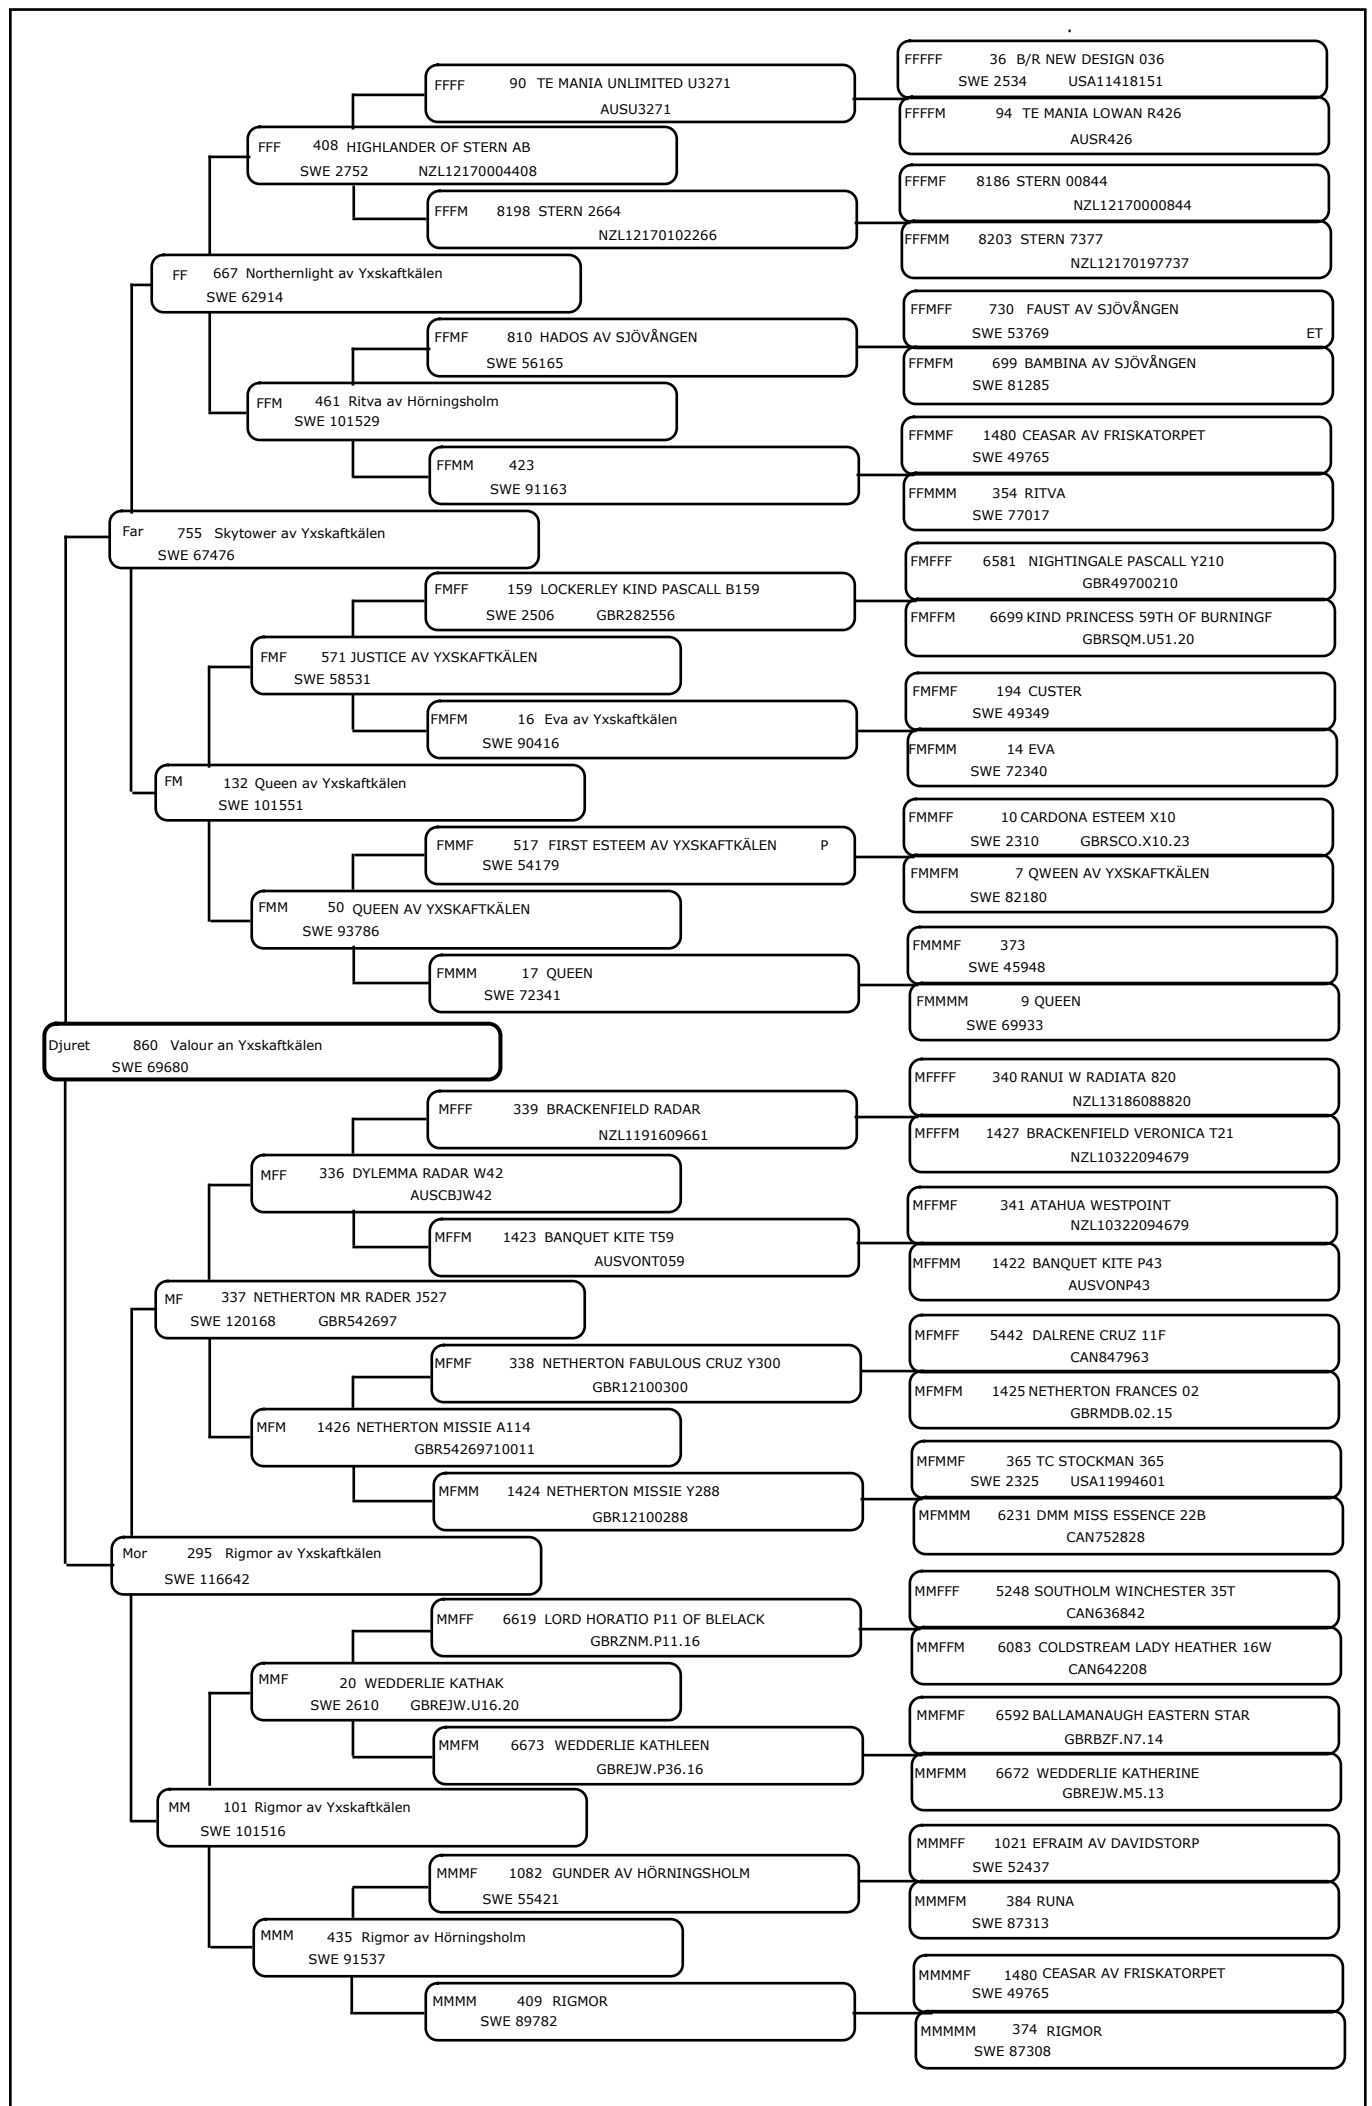 FFFFF 36 B/R NEW DESIGN 036
SWE 2534 USA11418151
FFFF 90 TE MANIA UNLIMITED U3271
AUSU3271
FFFFM 94 TE MANIA LOWAN R426
AUSR426
FFF 408 HIGHLANDER OF STERN AB
SWE 2752 NZL12170004408
FFFMF 8186 STERN 00844
NZL12170000844
FFFM 8198 STERN 2664
NZL12170102266
FFFMM 8203 STERN 7377
NZL12170197737
FF 667 Northernlight av Yxskaftkälen
SWE 62914
FFMFF 730 FAUST AV SJÖVÅNGEN
SWE 53769 ET
FFMF 810 HADOS AV SJÖVÅNGEN
SWE 56165
FFMFM 699 BAMBINA AV SJÖVÅNGEN
SWE 81285
FFM 461 Ritva av Hörningsholm
SWE 101529
FFMMF 1480 CEASAR AV FRISKATORPET
SWE 49765
FFMM 423
SWE 91163
FFMMM 354 RITVA
SWE 77017
Far 755 Skytower av Yxskaftkälen
SWE 67476
FMFFF 6581 NIGHTINGALE PASCALL Y210
GBR49700210
FMFF 159 LOCKERLEY KIND PASCALL B159
SWE 2506 GBR282556
FMFFM 6699 KIND PRINCESS 59TH OF BURNINGF
GBRSQM.U51.20
FMF 571 JUSTICE AV YXSKAFTKÄLEN
SWE 58531
FMFMF 194 CUSTER
SWE 49349
FMFM 16 Eva av Yxskaftkälen
SWE 90416
FMFMM 14 EVA
SWE 72340
FM 132 Queen av Yxskaftkälen
SWE 101551
FMMFF 10 CARDONA ESTEEM X10
SWE 2310 GBRSCO.X10.23
FMMF 517 FIRST ESTEEM AV YXSKAFTKÄLEN P
SWE 54179
FMMFM 7 QWEEN AV YXSKAFTKÄLEN
SWE 82180
FMM 50 QUEEN AV YXSKAFTKÄLEN
SWE 93786
FMMMF 373
SWE 45948
FMMM 17 QUEEN
SWE 72341
FMMMM 9 QUEEN
SWE 69933
Djuret 860 Valour an Yxskaftkälen
SWE 69680
MFFFF 340 RANUI W RADIATA 820
NZL13186088820
MFFF 339 BRACKENFIELD RADAR
NZL1191609661
MFFFM 1427 BRACKENFIELD VERONICA T21
NZL10322094679
MFF 336 DYLEMMA RADAR W42
AUSCBJW42
MFFMF 341 ATAHUA WESTPOINT
NZL10322094679
MFFM 1423 BANQUET KITE T59
AUSVONT059
MFFMM 1422 BANQUET KITE P43
AUSVONP43
MF 337 NETHERTON MR RADER J527
SWE 120168 GBR542697
MFMFF 5442 DALRENE CRUZ 11F
CAN847963
MFMF 338 NETHERTON FABULOUS CRUZ Y300
GBR12100300
MFMFM 1425 NETHERTON FRANCES 02
GBRMDB.02.15
MFM 1426 NETHERTON MISSIE A114
GBR54269710011
MFMMF 365 TC STOCKMAN 365
SWE 2325 USA11994601
MFMM 1424 NETHERTON MISSIE Y288
GBR12100288
MFMMM 6231 DMM MISS ESSENCE 22B
CAN752828
Mor 295 Rigmor av Yxskaftkälen
SWE 116642
MMFFF 5248 SOUTHOLM WINCHESTER 35T
CAN636842
MMFF 6619 LORD HORATIO P11 OF BLELACK
GBRZNM.P11.16
MMFFM 6083 COLDSTREAM LADY HEATHER 16W
CAN642208
MMF 20 WEDDERLIE KATHAK
SWE 2610 GBREJW.U16.20
MMFMF 6592 BALLAMANAUGH EASTERN STAR
GBRBZF.N7.14
MMFM 6673 WEDDERLIE KATHLEEN
GBREJW.P36.16
MMFMM 6672 WEDDERLIE KATHERINE
GBREJW.M5.13
MM 101 Rigmor av Yxskaftkälen
SWE 101516
MMMFF 1021 EFRAIM AV DAVIDSTORP
SWE 52437
MMMF 1082 GUNDER AV HÖRNINGSHOLM
SWE 55421
MMMFM 384 RUNA
SWE 87313
MMM 435 Rigmor av Hörningsholm
SWE 91537
MMMMF 1480 CEASAR AV FRISKATORPET
SWE 49765
MMMM 409 RIGMOR
SWE 89782
MMMMM 374 RIGMOR
SWE 87308